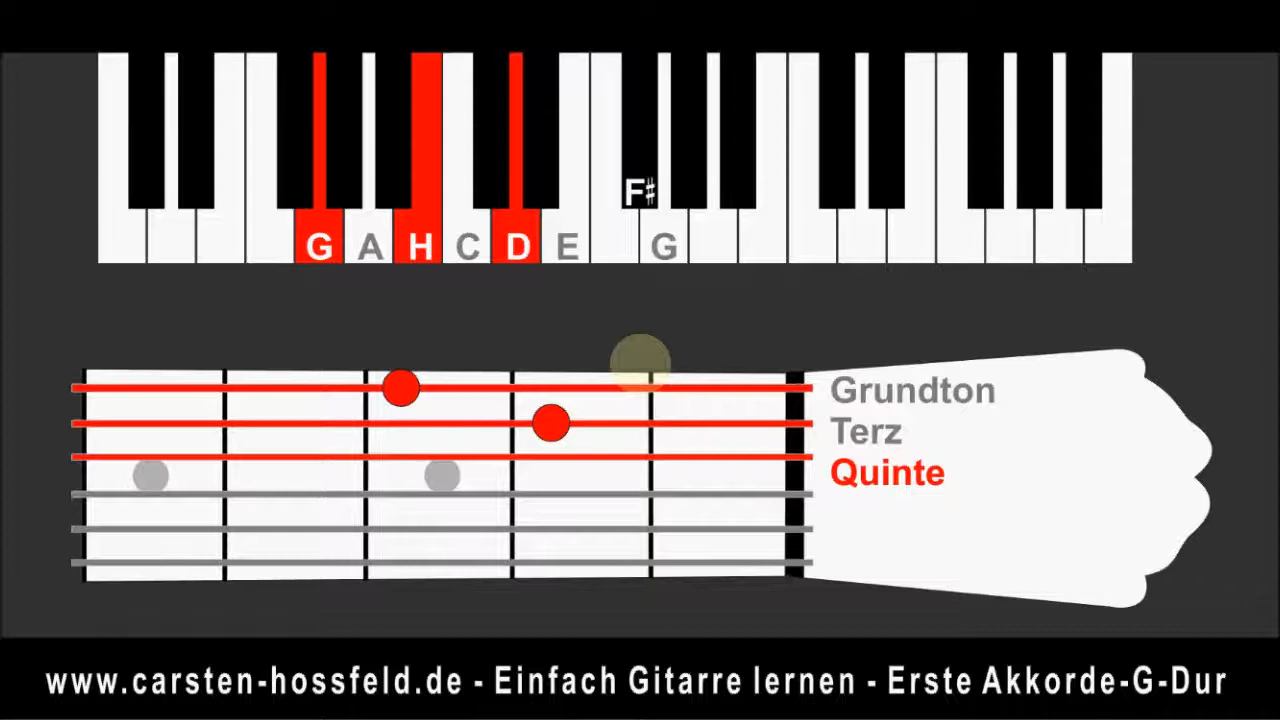 F♯
G A H C D E G
Grundton
Terz
Quinte
www.carsten-hossfeld.de - Einfach Gitarre lernen - Erste Akkorde-G-Dur